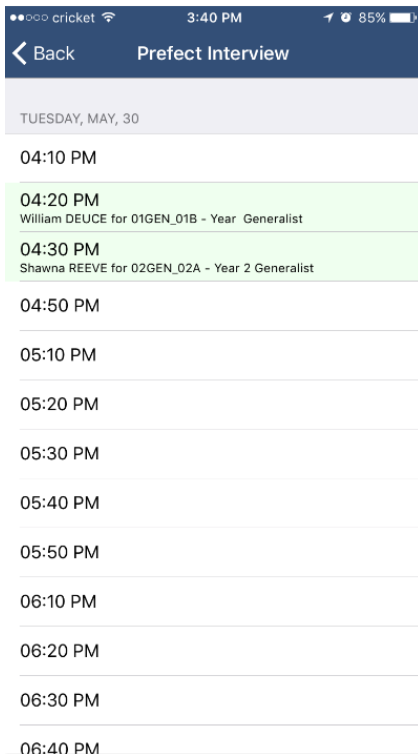 cricket 3:40 PM 85%
Back Prefect Interview
TUESDAY, MAY, 30
04:10 PM
04:20 PM
William DEUCE for 01GEN_01B - Year  Generalist
04:30 PM
Shawna REEVE for 02GEN_02A - Year 2 Generalist
04:50 PM
05:10 PM
05:20 PM
05:30 PM
05:40 PM
05:50 PM
06:10 PM
06:20 PM
06:30 PM
06:40 PM